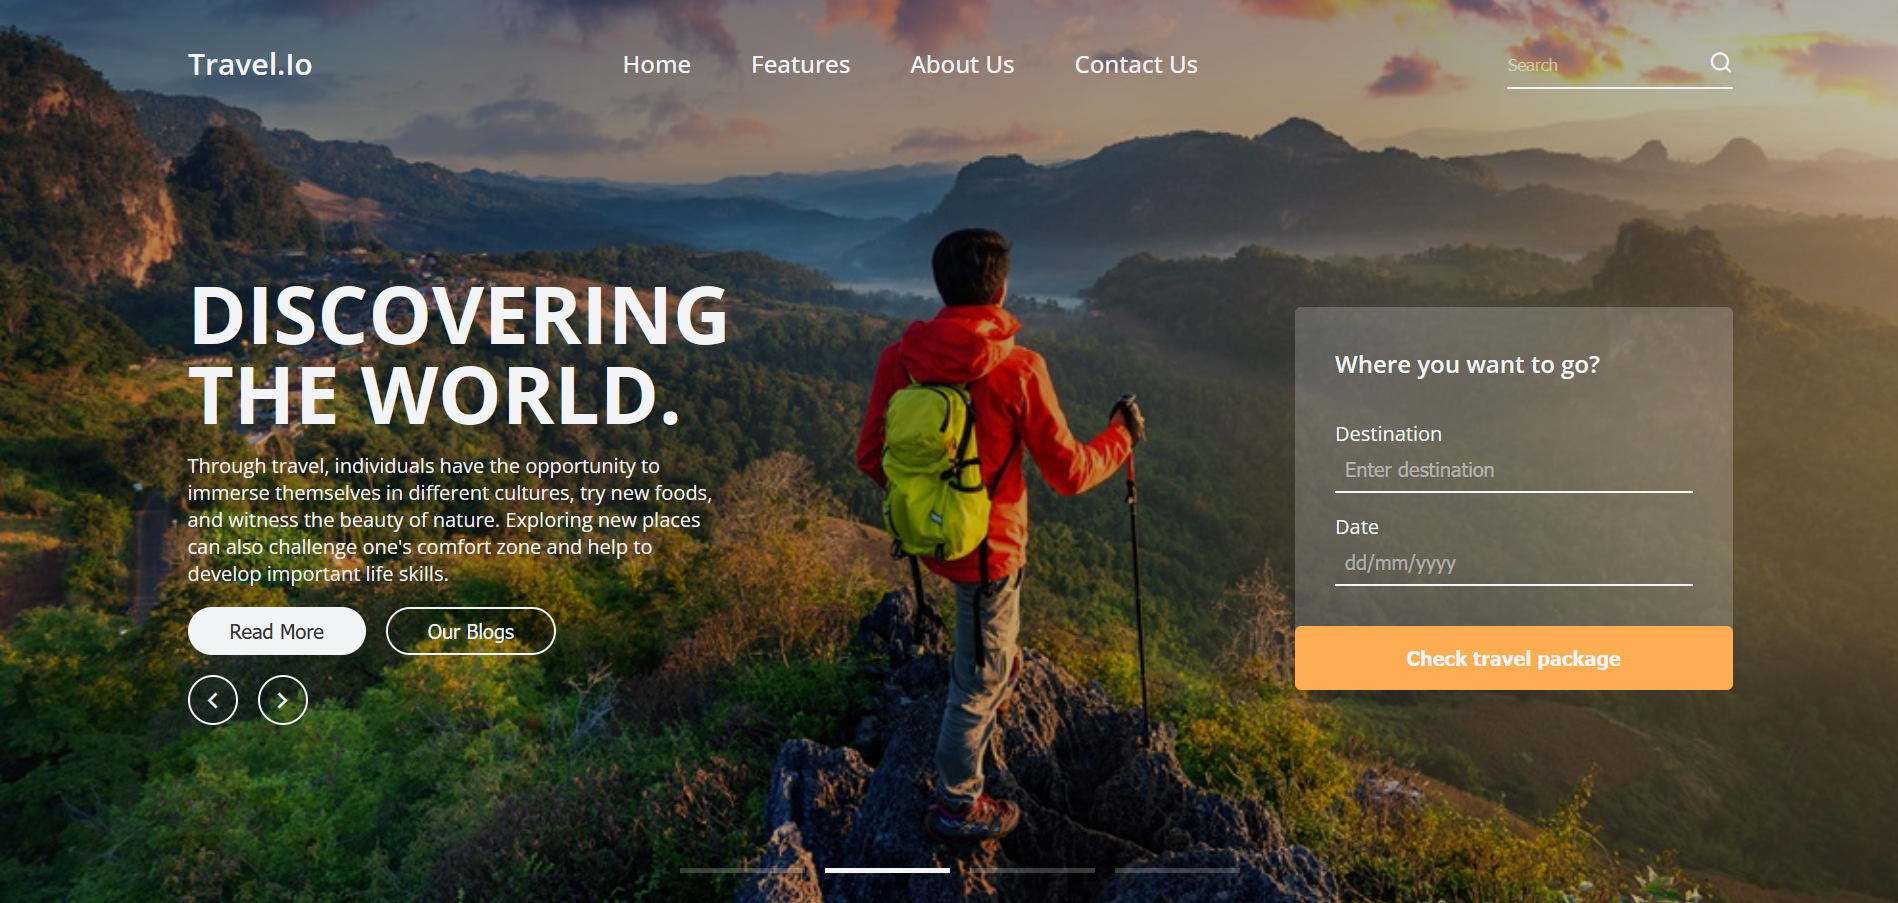 Travel.Io
Home
Features
About Us
Contact Us
Search
DISCOVERING
THE WORLD.
Through travel, individuals have the opportunity to
immerse themselves in different cultures, try new foods,
and witness the beauty of nature. Exploring new places
can also challenge one's comfort zone and help to
develop important life skills.
Read More
Our Blogs
Where you want to go?
Destination
Enter destination
Date
dd/mm/yyyy
Check travel package